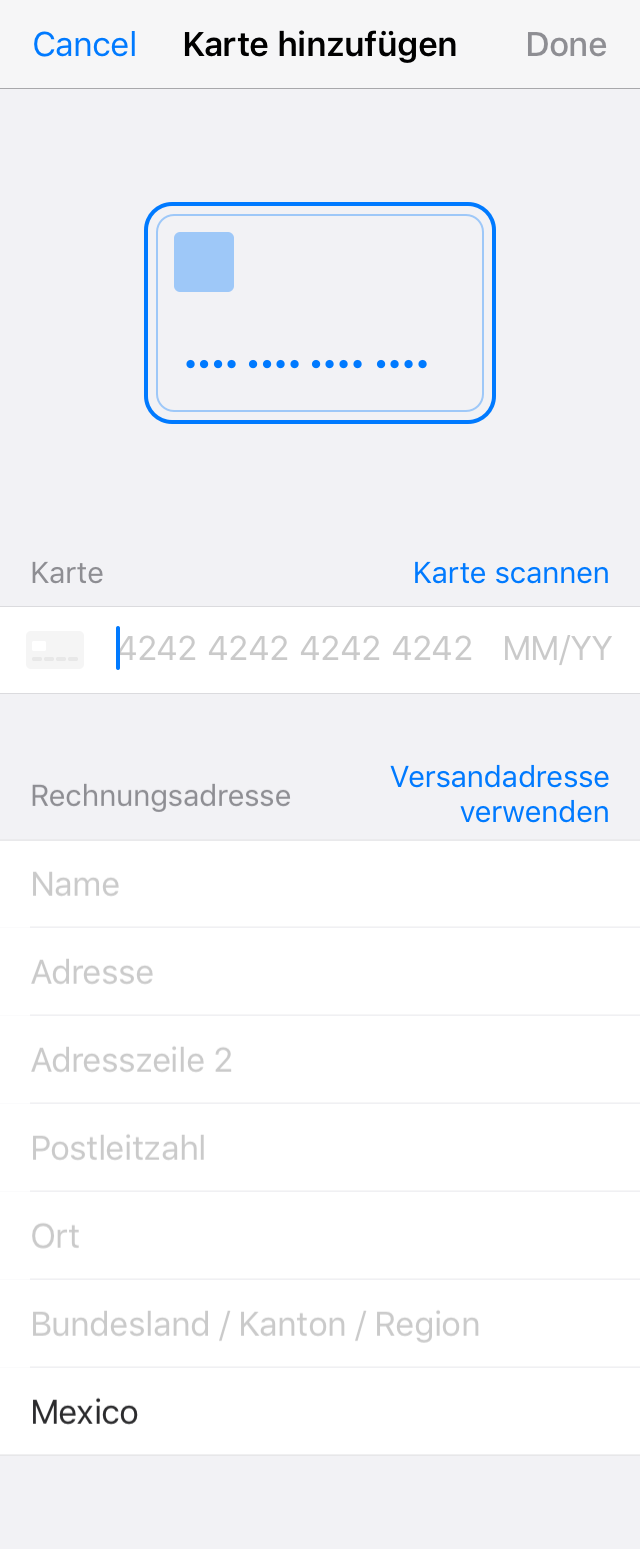 Cancel Karte hinzufügen Done
•••• •••• •••• ••••
Karte Karte scannen
4242 4242 4242 4242 MM/YY
Rechnungsadresse
Versandadresse
verwenden
Name
Adresse
Adresszeile 2
Postleitzahl
Ort
Bundesland / Kanton / Region
Mexico